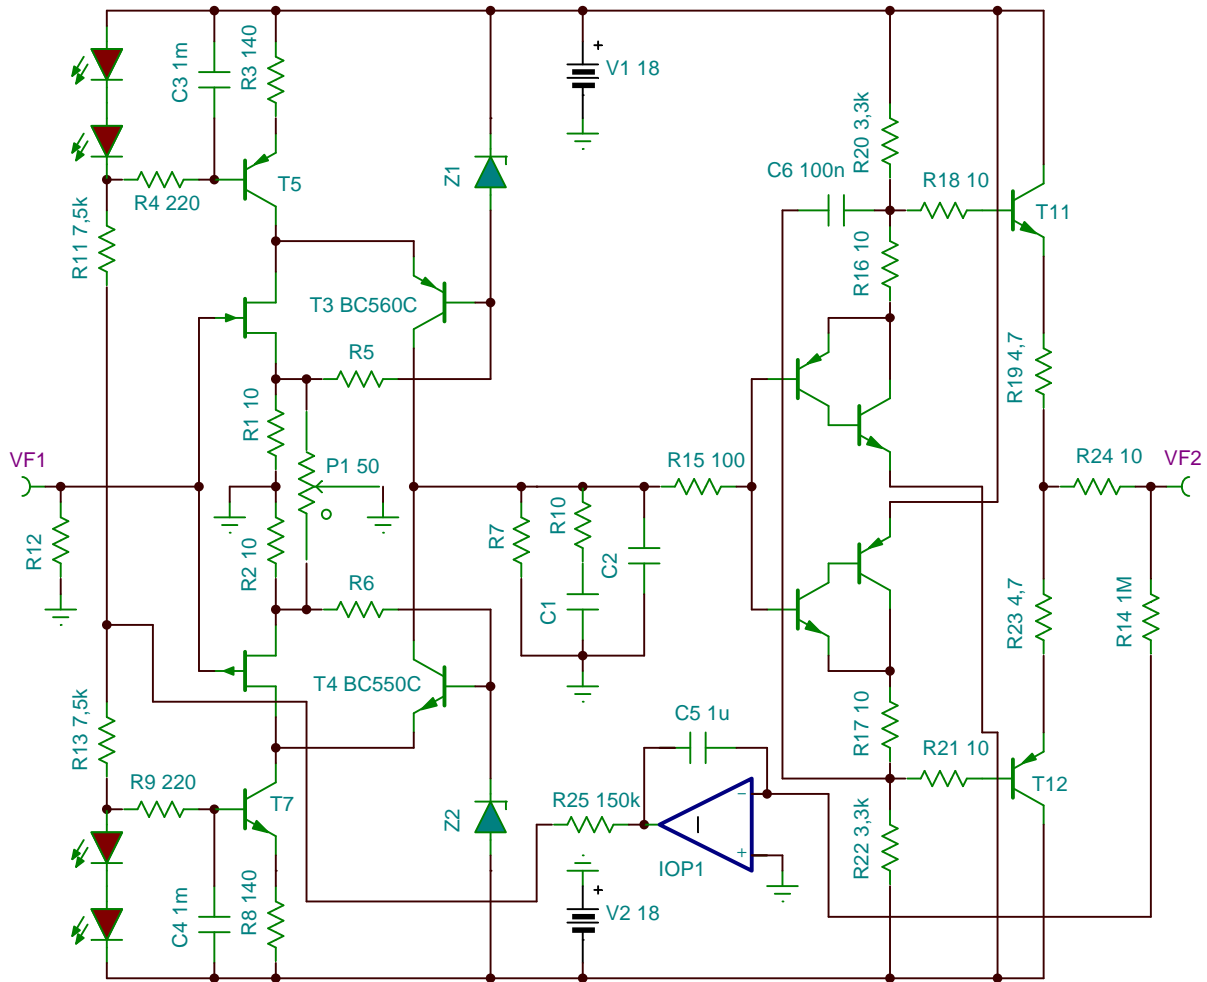 C3 1m
R3 140
V1 18
R20 3,3k
C6 100n
R18 10
T11
T5
Z1
R4 220
R11 7,5k
R16 10
T3 BC560C
R5
R19 4,7
R1 10
VF1
P1 50
R15 100
R24 10
VF2
R12
R7
R10
C2
R2 10
R6
C1
R23 4,7
R14 1M
T4 BC550C
R13 7,5k
C5 1u
R17 10
R21 10
T12
R9 220
T7
Z2
R25 150k
IOP1
R22 3,3k
C4 1m
R8 140
V2 18